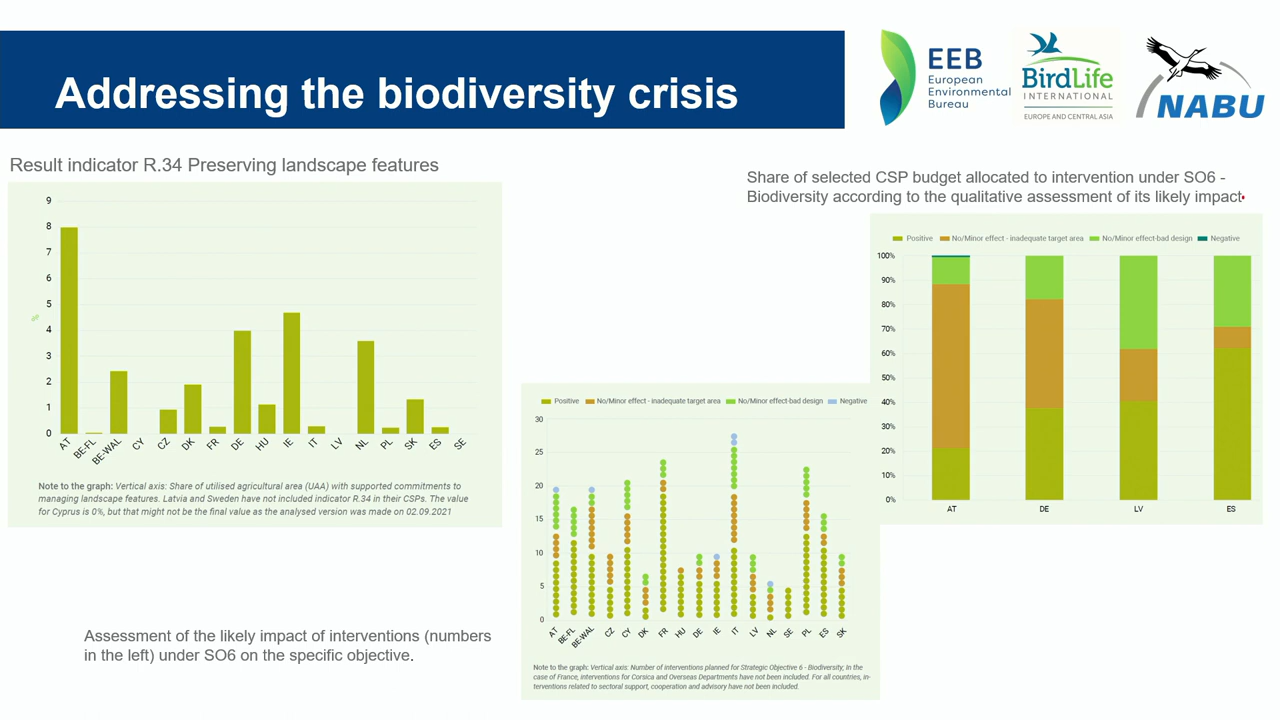 Addressing the biodiversity crisis
EEB
European
Environmental
Bureau
BirdLife
INTERNATIONAL
EUROPE AND CENTRAL ASIA
NABU
Result indicator R.34 Preserving landscape features
9
8
7
6
5
4
3
2
1
0
%
AT BE-FL BE-WAL CY CZ DK FR DE HU IE IT LV NL PL SK ES SE
Note to the graph: Vertical axis: Share of utilised agricultural area (UAA) with supported commitments to
managing landscape features. Latvia and Sweden have not included indicator R.34 in their CSPs. The value
for Cyprus is 0%, but that might not be the final value as the analysed version was made on 02.09.2021
Share of selected CSP budget allocated to intervention under SO6 -
Biodiversity according to the qualitative assessment of its likely impact.
Positive No/Minor effect - inadequate target area No/Minor effect-bad design Negative
100%
90%
80%
70%
60%
50%
40%
30%
20%
10%
0%
AT DE LV ES
Positive No/Minor effect - inadequate target area No/Minor effect-bad design Negative
30
25
20
15
10
5
0
AT BE-FL BE-WAL CZ CY DK FR HU DE IE IT LV NL SE PL ES SK
Note to the graph: Vertical axis: Number of interventions planned for Strategic Objective 6 - Biodiversity; In the
case of France, interventions for Corsica and Overseas Departments have not been included. For all countries, in-
terventions related to sectoral support, cooperation and advisory have not been included.
Assessment of the likely impact of interventions (numbers
in the left) under SO6 on the specific objective.